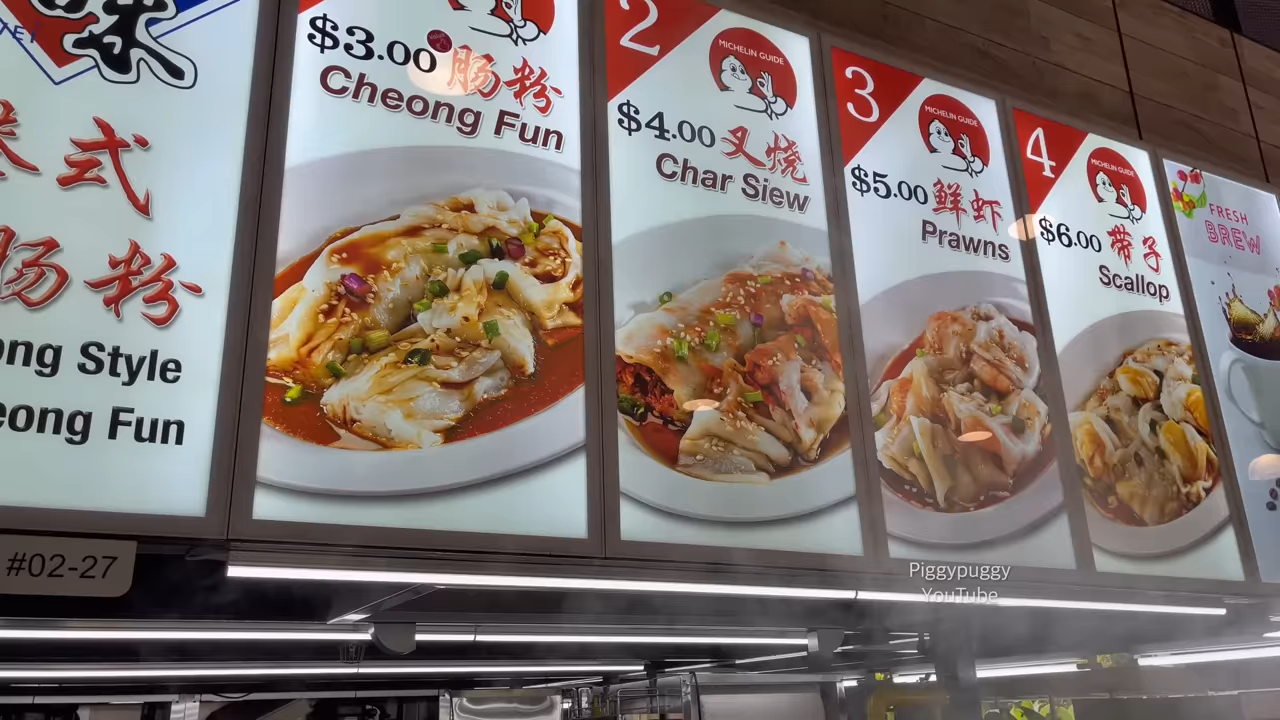 味
港式
肠粉
ong Style
eong Fun
#02-27
$3.00 肠粉
Cheong Fun
2
MICHELIN GUIDE
$4.00 叉烧
Char Siew
3
MICHELIN GUIDE
$5.00 鲜虾
Prawns
4
MICHELIN GUIDE
$6.00 带子
Scallop
FRESH
BREW
Piggypuggy
YouTube